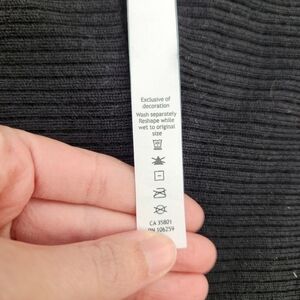 Exclusive of
decoration
Wash separately
Reshape while
wet to original
size
CA 35801
RN 106259